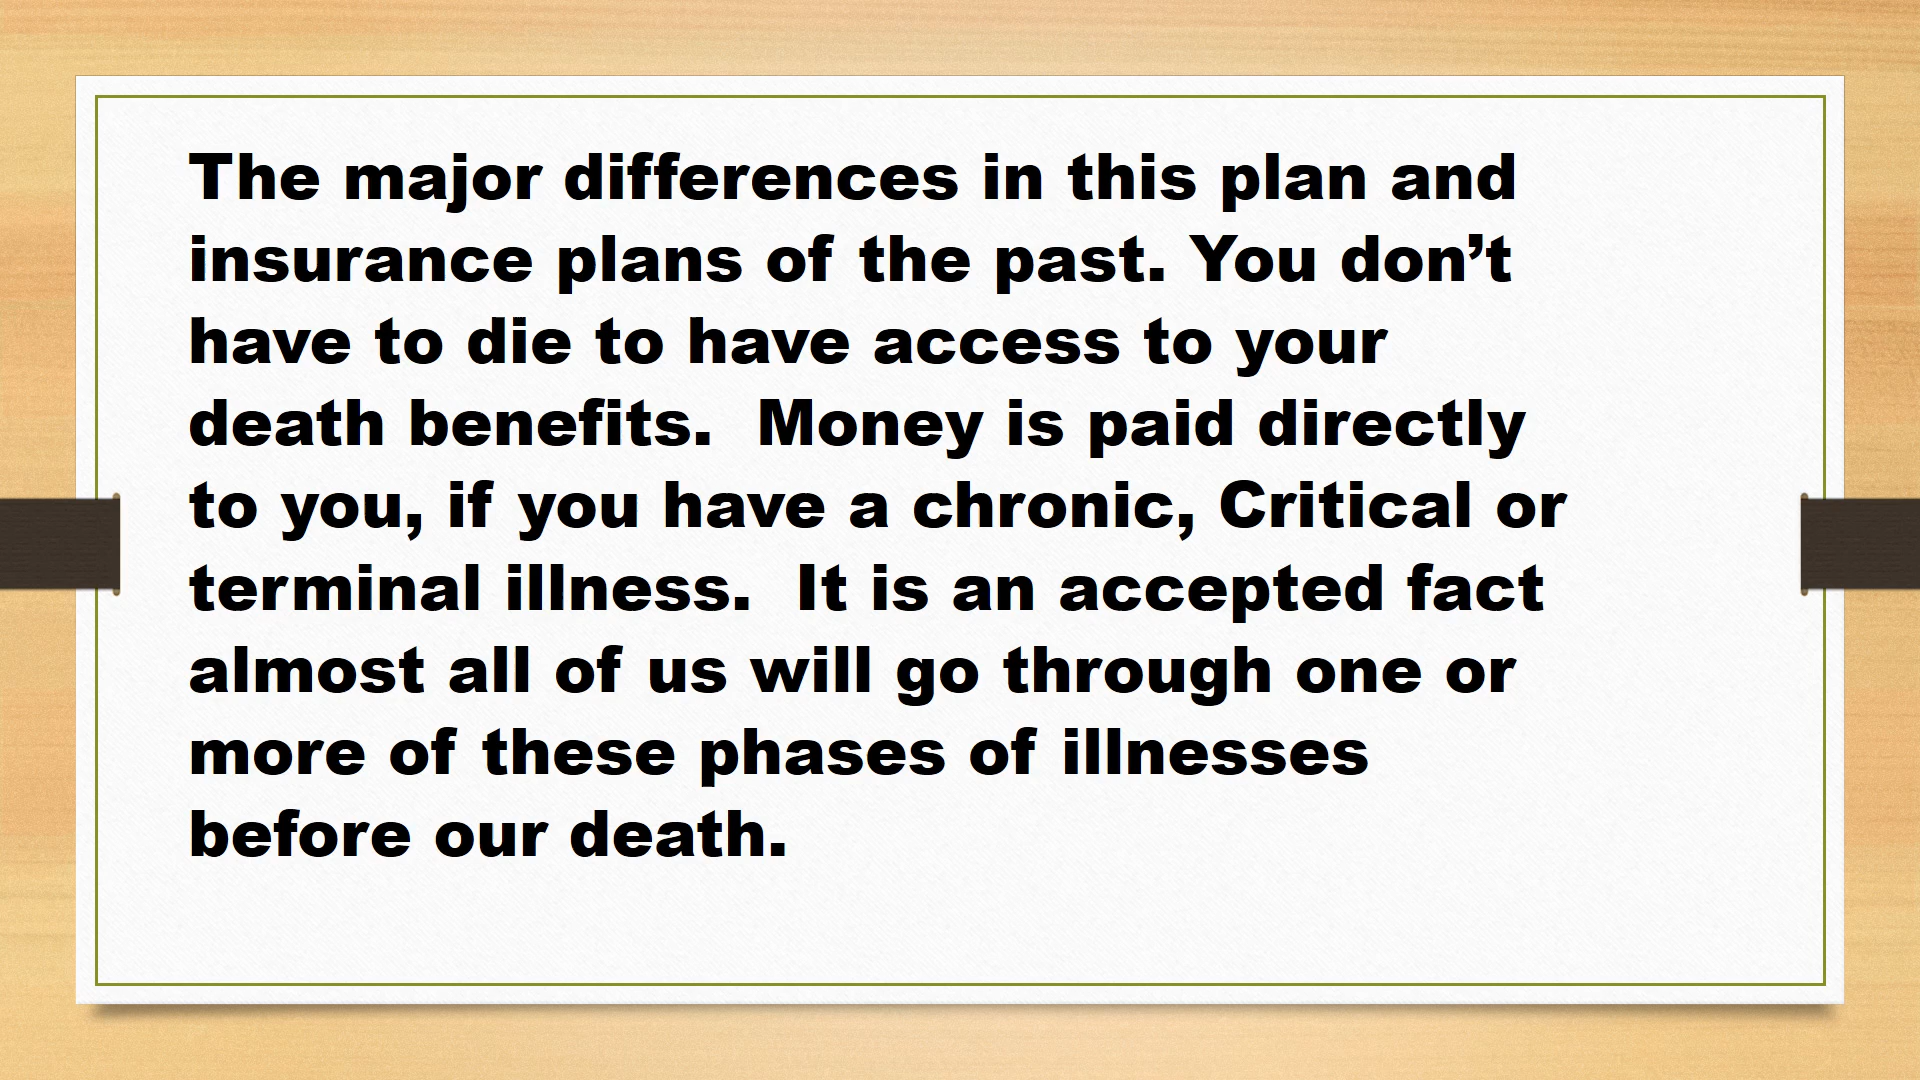 The major differences in this plan and
insurance plans of the past. You don’t
have to die to have access to your
death benefits.  Money is paid directly
to you, if you have a chronic, Critical or
terminal illness.  It is an accepted fact
almost all of us will go through one or
more of these phases of illnesses
before our death.